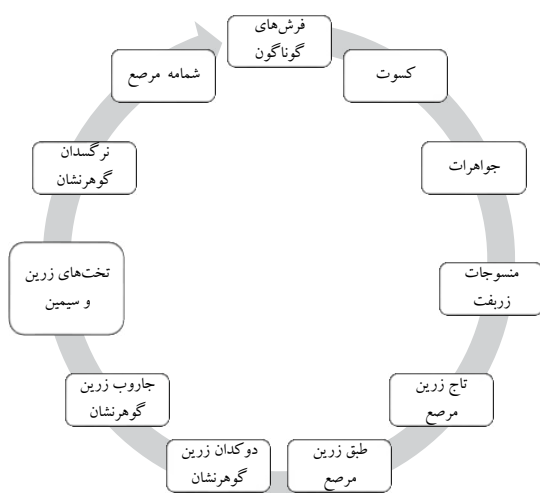 فرش‌های
گوناگون
کسوت
جواهرات
منسوجات
زربفت
تاج زرین
مرصع
طبق زرین
مرصع
دوکدان زرین
گوهرنشان
جاروب زرین
گوهرنشان
تخت‌های زرین
و سیمین
نرگسدان
گوهرنشان
شمامه مرصع